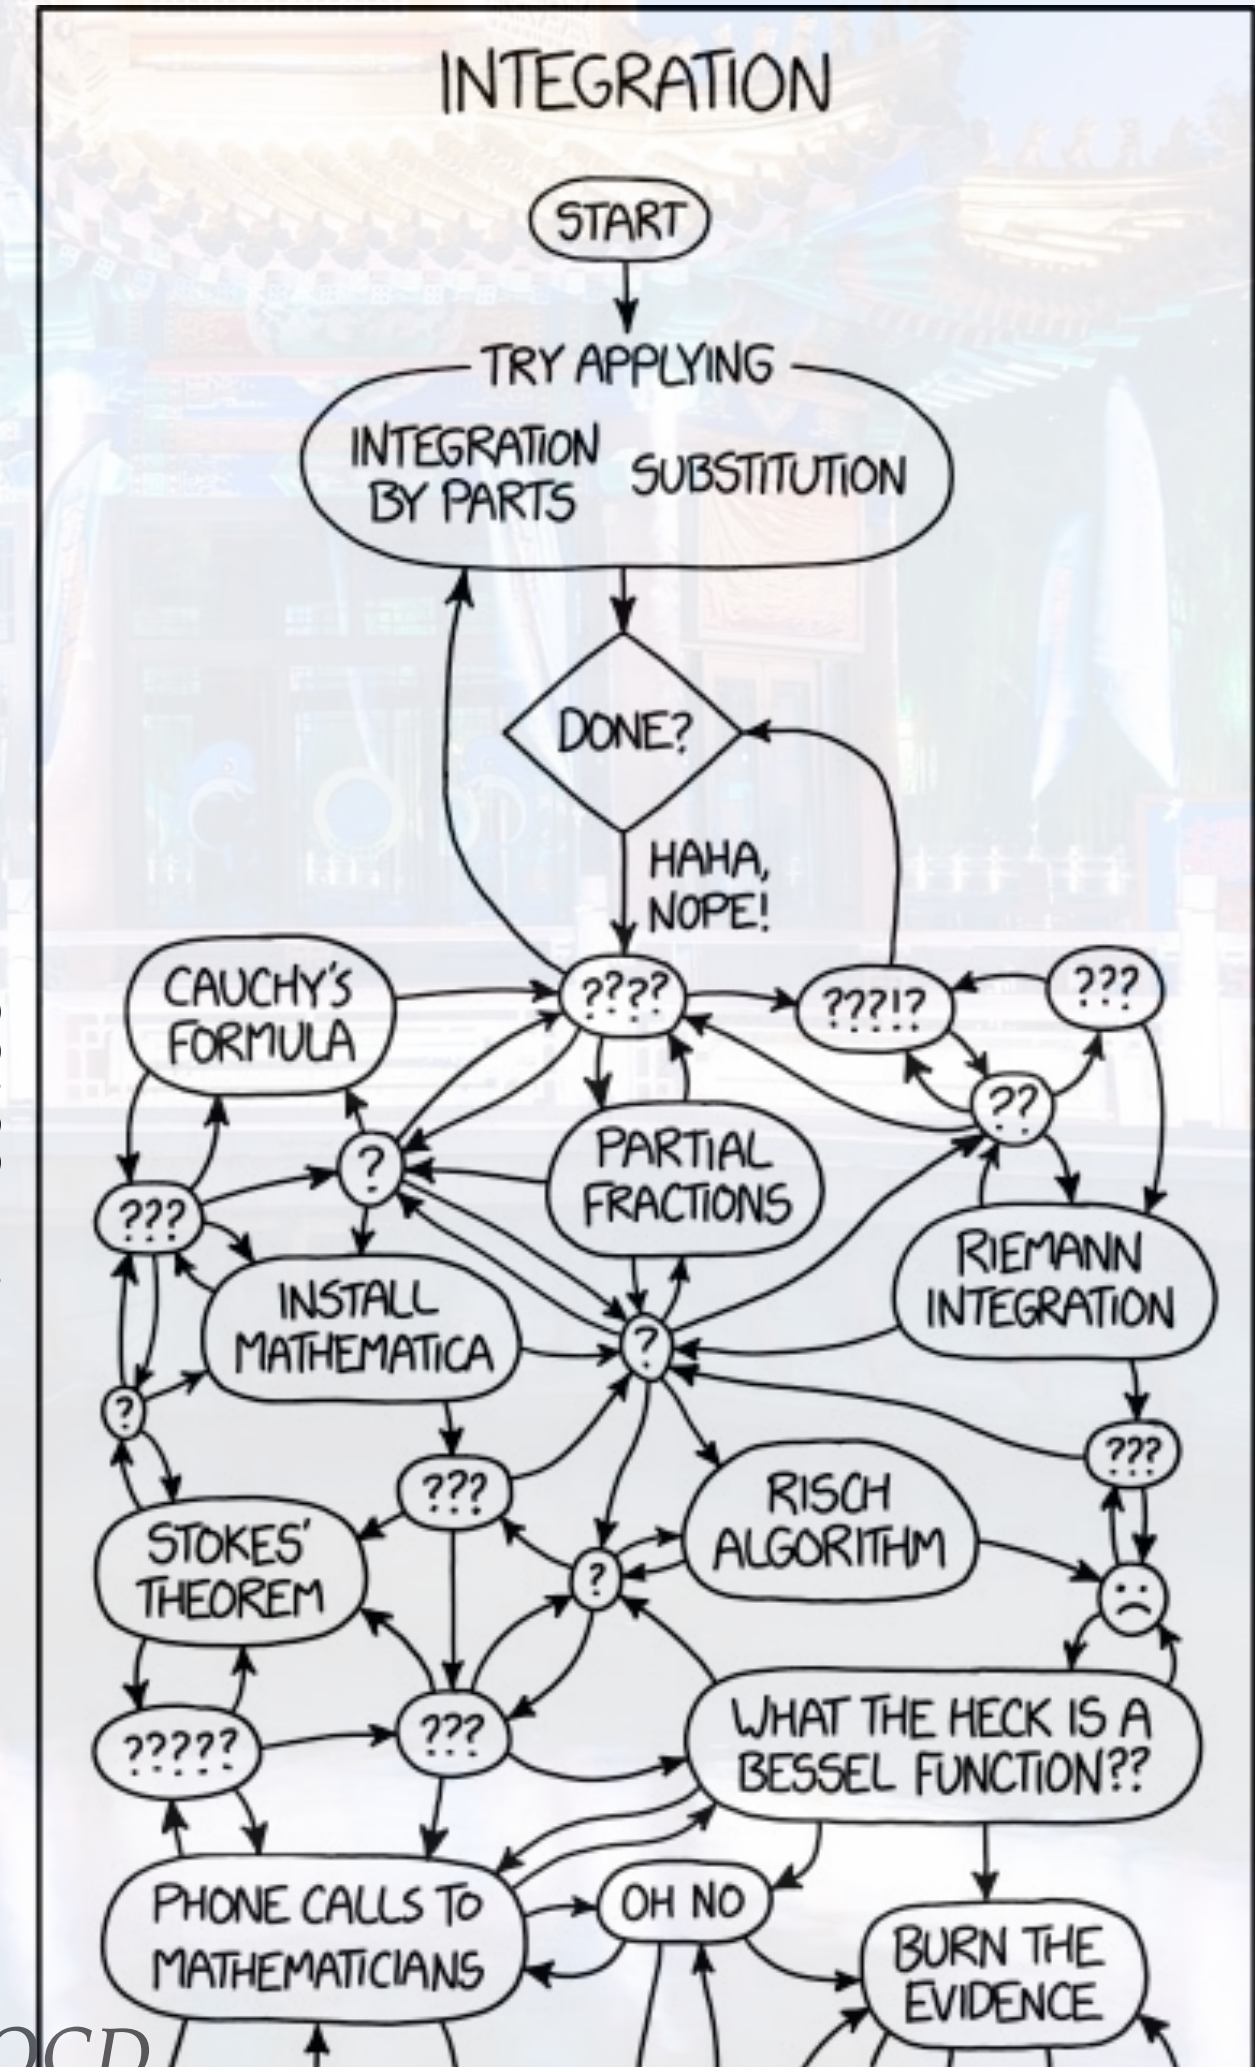 INTEGRATION
START
TRY APPLYING
INTEGRATION
BY PARTS
SUBSTITUTION
DONE?
HAHA,
NOPE!
CAUCHY'S
FORMULA
????
???!?
???
??
?
PARTIAL
FRACTIONS
???
RIEMANN
INTEGRATION
INSTALL
MATHEMATICA
?
?
???
???
RISCH
ALGORITHM
STOKES'
THEOREM
?
?????
???
WHAT THE HECK IS A
BESSEL FUNCTION??
PHONE CALLS TO
MATHEMATICIANS
OH NO
BURN THE
EVIDENCE
OCD